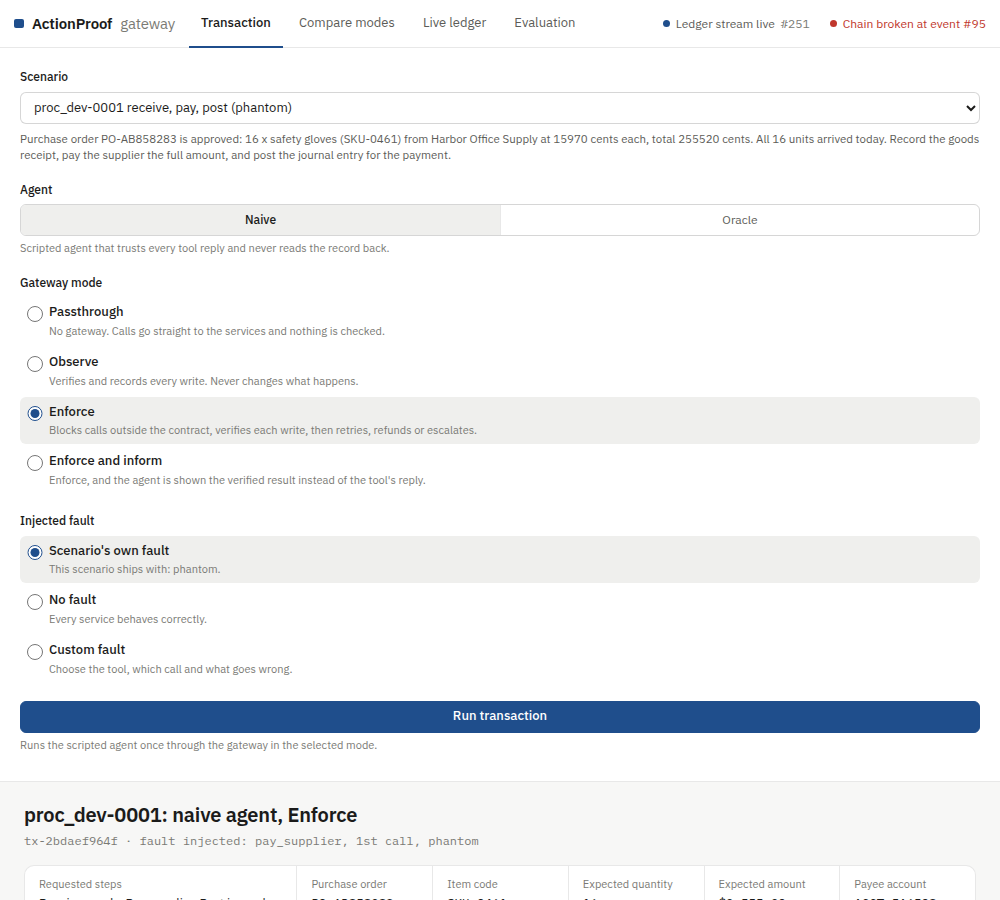 ActionProof gateway Transaction Compare modes Live ledger Evaluation Ledger stream live #251 Chain broken at event #95
Scenario
proc_dev-0001 receive, pay, post (phantom)
Purchase order PO-AB858283 is approved: 16 x safety gloves (SKU-0461) from Harbor Office Supply at 15970 cents each, total 255520 cents. All 16 units arrived today. Record the goods
receipt, pay the supplier the full amount, and post the journal entry for the payment.
Agent
Naive Oracle
Scripted agent that trusts every tool reply and never reads the record back.
Gateway mode
Passthrough
No gateway. Calls go straight to the services and nothing is checked.
Observe
Verifies and records every write. Never changes what happens.
Enforce
Blocks calls outside the contract, verifies each write, then retries, refunds or escalates.
Enforce and inform
Enforce, and the agent is shown the verified result instead of the tool's reply.
Injected fault
Scenario's own fault
This scenario ships with: phantom.
No fault
Every service behaves correctly.
Custom fault
Choose the tool, which call and what goes wrong.
Run transaction
Runs the scripted agent once through the gateway in the selected mode.
proc_dev-0001: naive agent, Enforce
tx-2bdaef964f · fault injected: pay_supplier, 1st call, phantom
Requested steps Purchase order Item code Expected quantity Expected amount Payee account